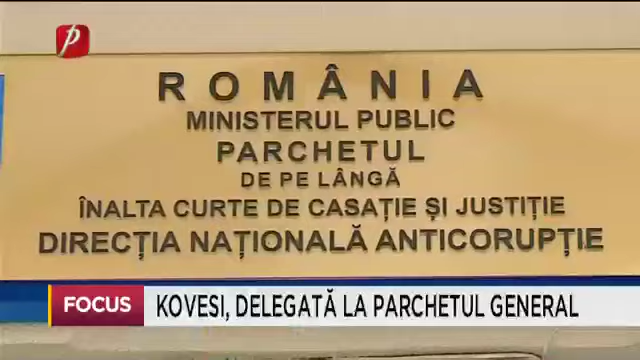 p
ROMÂNIA
MINISTERUL PUBLIC
PARCHETUL
DE PE LÂNGĂ
ÎNALTA CURTE DE CASAȚIE ȘI JUSTIȚIE
DIRECȚIA NAȚIONALĂ ANTICORUPȚIE
FOCUS
KOVESI, DELEGATĂ LA PARCHETUL GENERAL